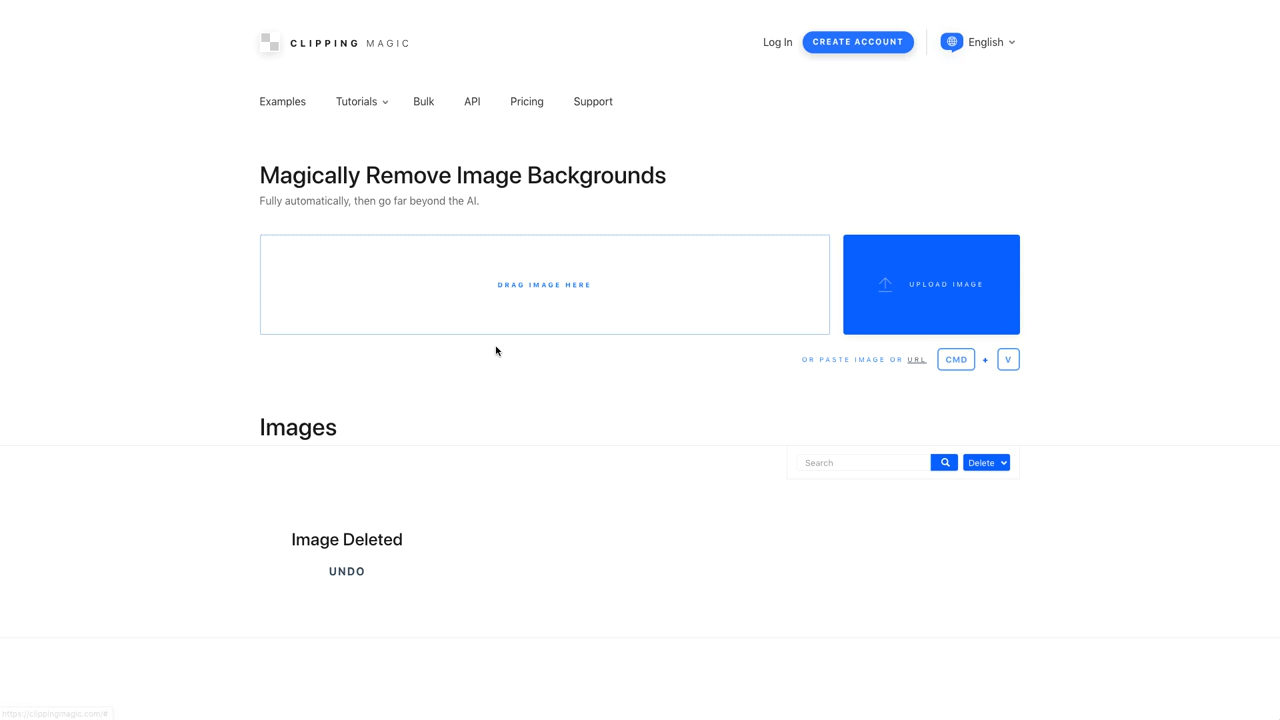 CLIPPING MAGIC
Log In
CREATE ACCOUNT
English
Examples
Tutorials
Bulk
API
Pricing
Support
Magically Remove Image Backgrounds
Fully automatically, then go far beyond the AI.
DRAG IMAGE HERE
UPLOAD IMAGE
OR PASTE IMAGE OR URL CMD + V
Images
Search
Delete
Image Deleted
UNDO
https://clippingmagic.com/#